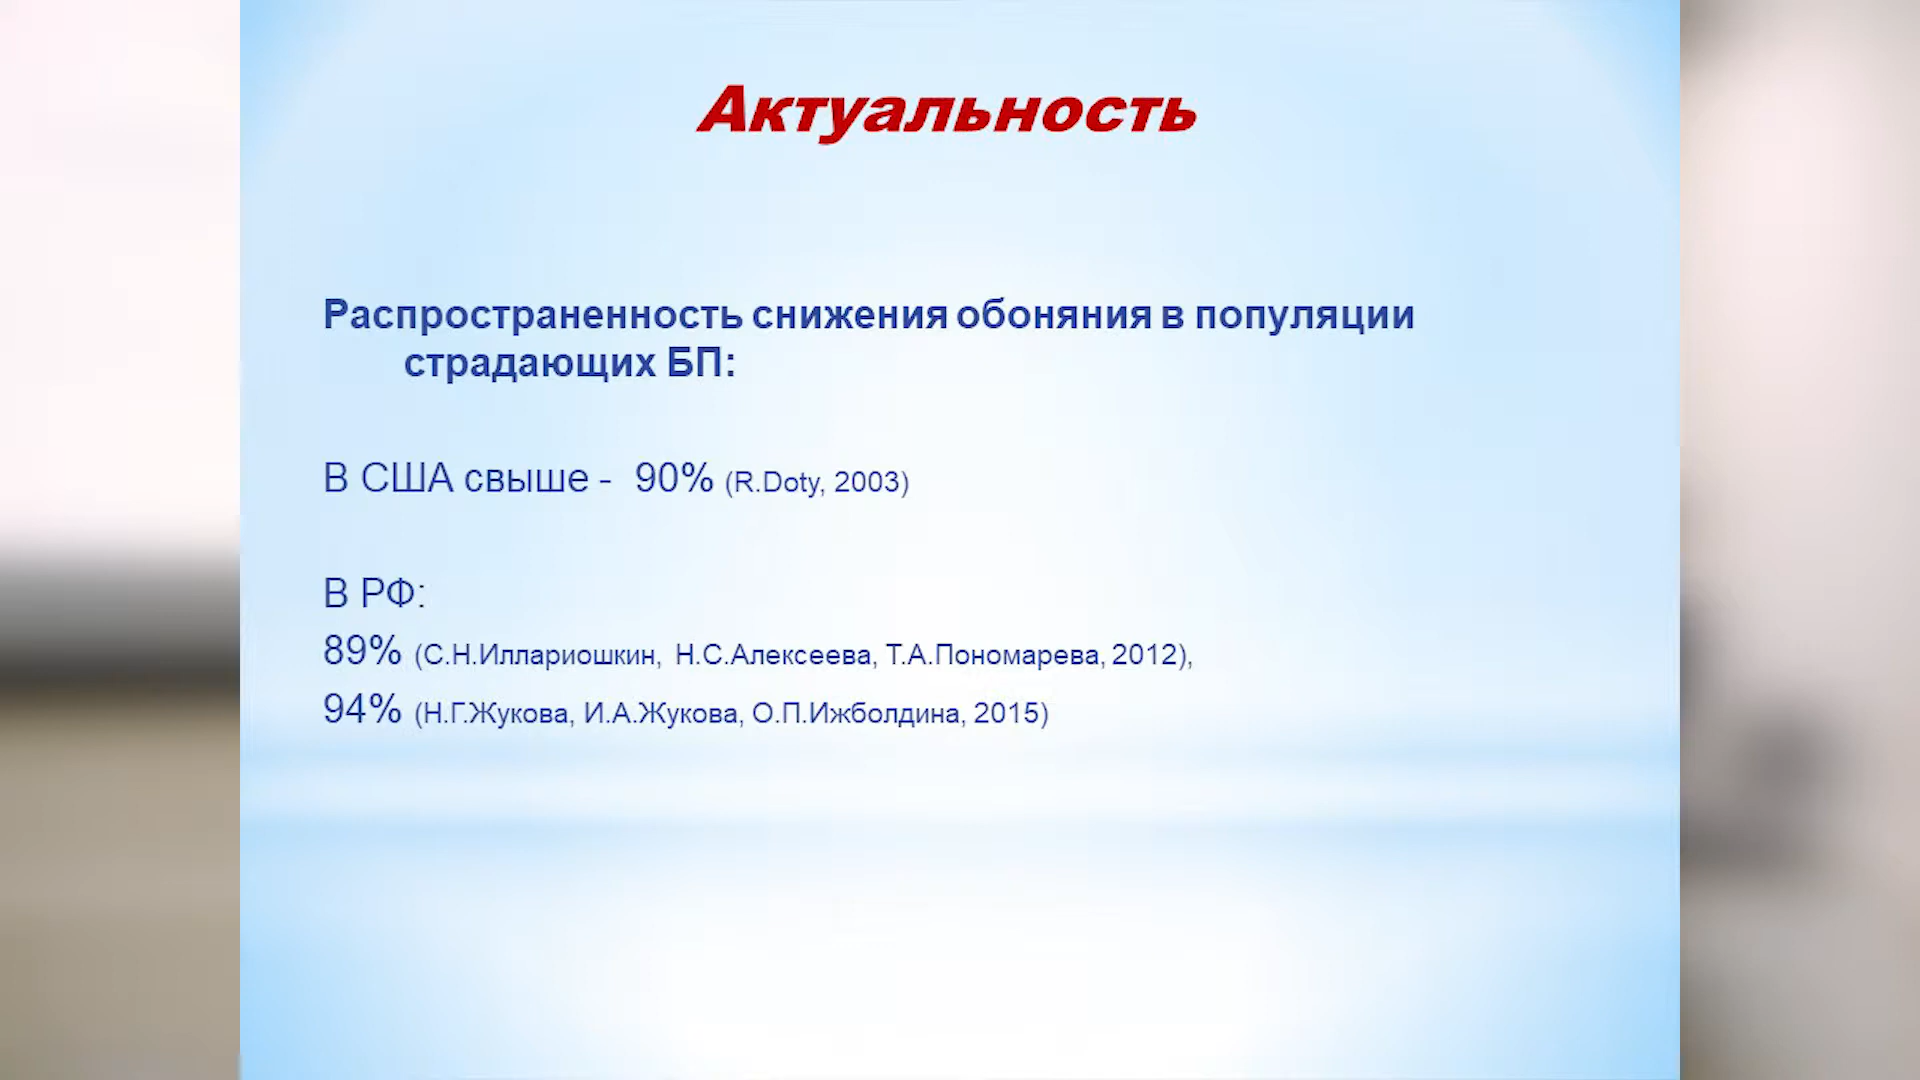 Актуальность
Распространенность снижения обоняния в популяции
страдающих БП:
В США свыше - 90% (R.Doty, 2003)
В РФ:
89% (С.Н.Иллариошкин, Н.С.Алексеева, Т.А.Пономарева, 2012),
94% (Н.Г.Жукова, И.А.Жукова, О.П.Ижболдина, 2015)